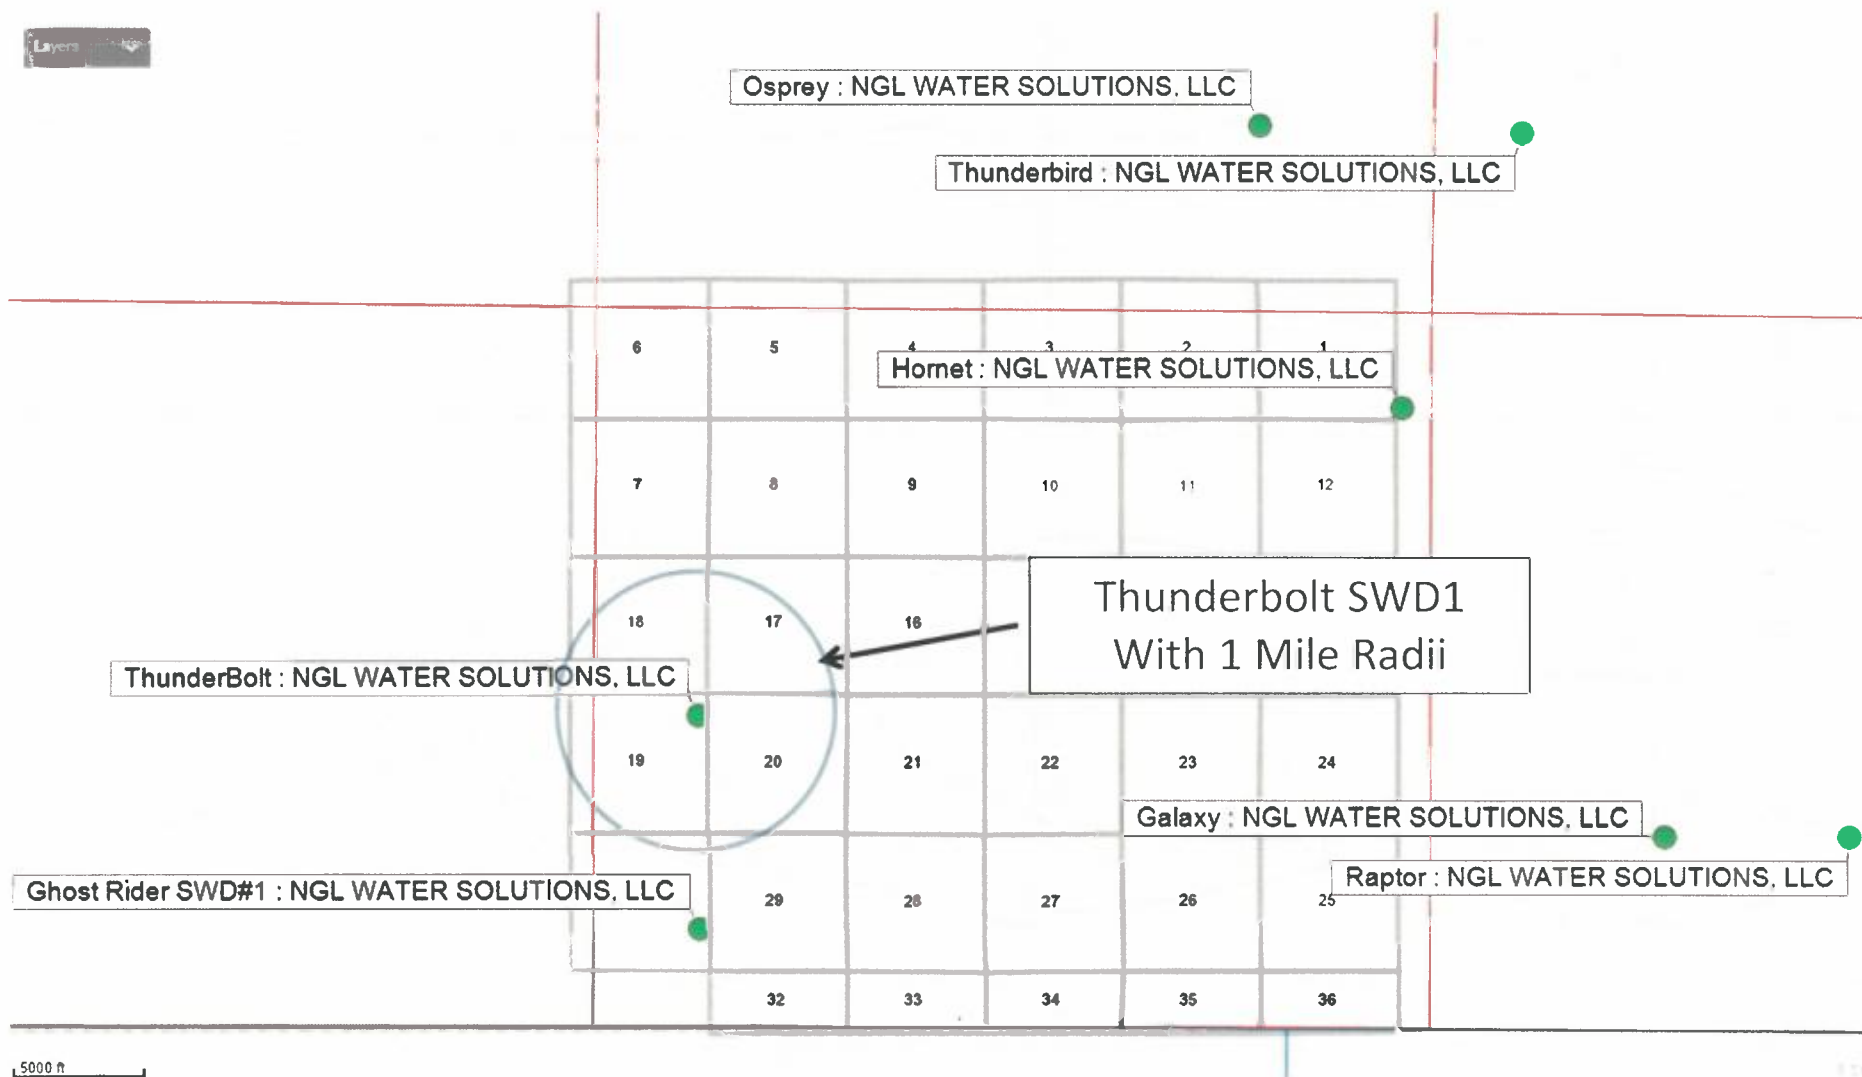 Layers
Osprey : NGL WATER SOLUTIONS, LLC
Thunderbird : NGL WATER SOLUTIONS, LLC
6 5 4 3 2 1
Hornet : NGL WATER SOLUTIONS, LLC
7 8 9 10 11 12
Thunderbolt SWD1
With 1 Mile Radii
18 17 16
ThunderBolt : NGL WATER SOLUTIONS, LLC
19 20 21 22 23 24
Galaxy : NGL WATER SOLUTIONS, LLC
Raptor : NGL WATER SOLUTIONS, LLC
Ghost Rider SWD#1 : NGL WATER SOLUTIONS, LLC
29 28 27 26 25
32 33 34 35 36
5000 ft